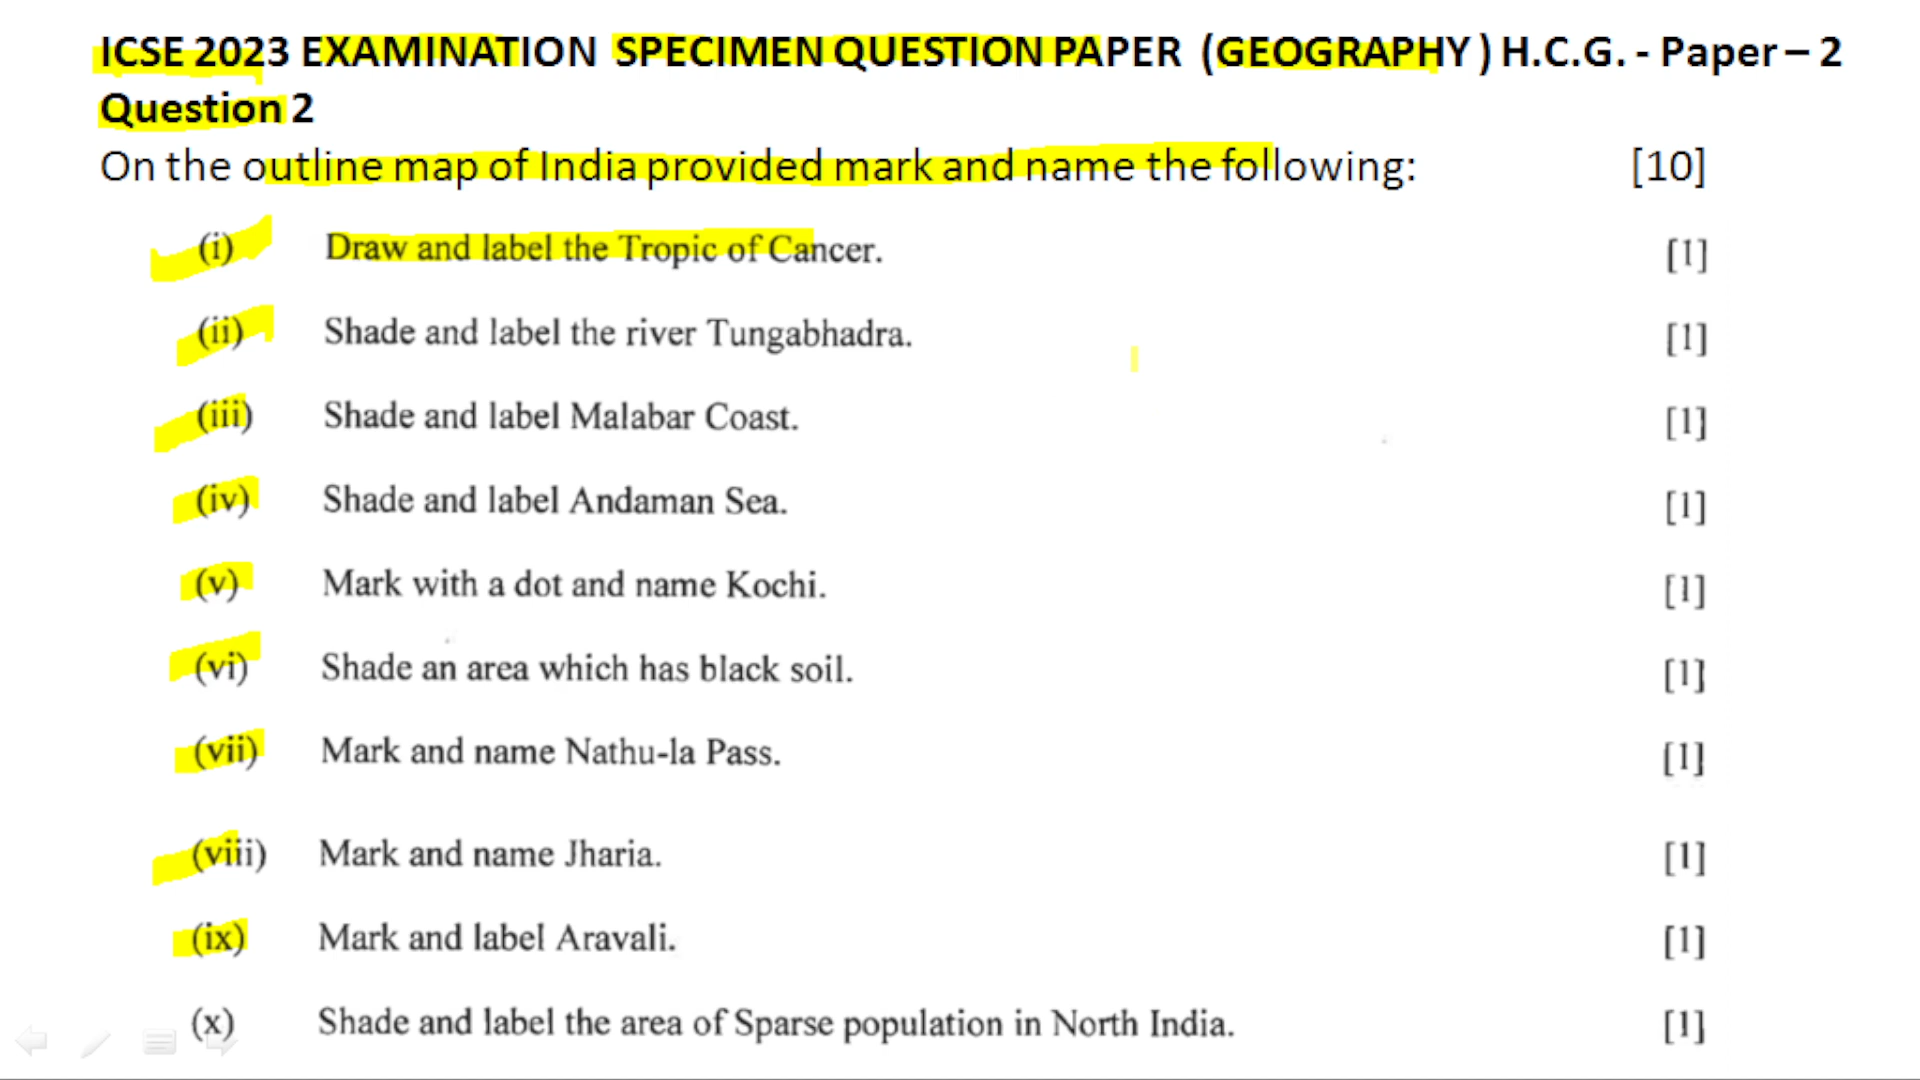 ICSE 2023 EXAMINATION SPECIMEN QUESTION PAPER (GEOGRAPHY ) H.C.G. - Paper – 2
Question 2
On the outline map of India provided mark and name the following: [10]
(i) Draw and label the Tropic of Cancer. [1]
(ii) Shade and label the river Tungabhadra. [1]
(iii) Shade and label Malabar Coast. [1]
(iv) Shade and label Andaman Sea. [1]
(v) Mark with a dot and name Kochi. [1]
(vi) Shade an area which has black soil. [1]
(vii) Mark and name Nathu-la Pass. [1]
(viii) Mark and name Jharia. [1]
(ix) Mark and label Aravali. [1]
(x) Shade and label the area of Sparse population in North India. [1]